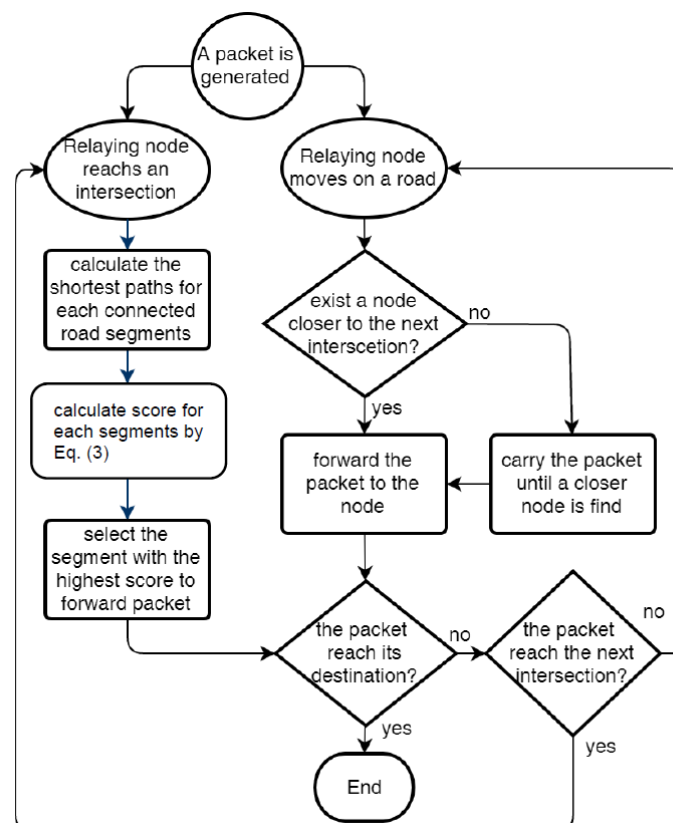 A packet is
generated
Relaying node
reachs an
intersection
Relaying node
moves on a road
calculate the
shortest paths for
each connected
road segments
exist a node
closer to the next
interscetion?
no
yes
calculate score for
each segments by
Eq. (3)
forward the
packet to the
node
carry the packet
until a closer
node is find
select the
segment with the
highest score to
forward packet
the packet
reach its
destination?
no
yes
the packet
reach the next
intersection?
no
yes
End